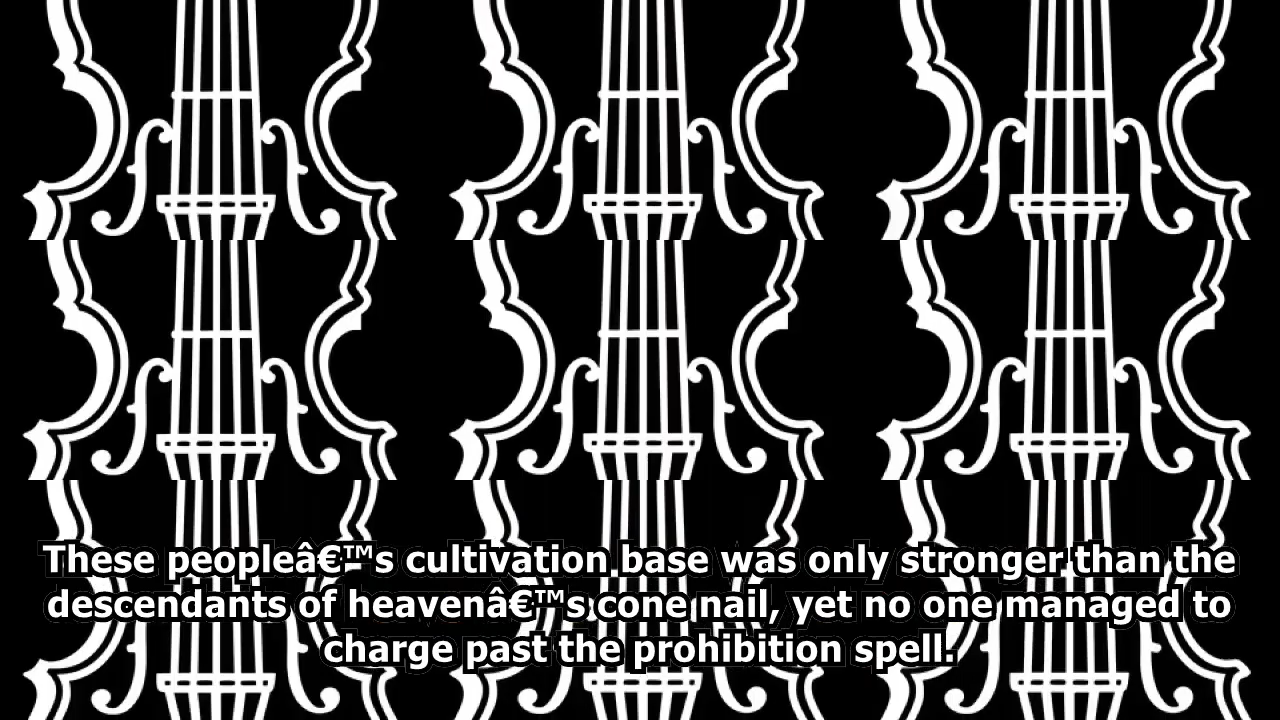 These peopleâ€™s cultivation base was only stronger than the
descendants of heavenâ€™s cone nail, yet no one managed to
charge past the prohibition spell.